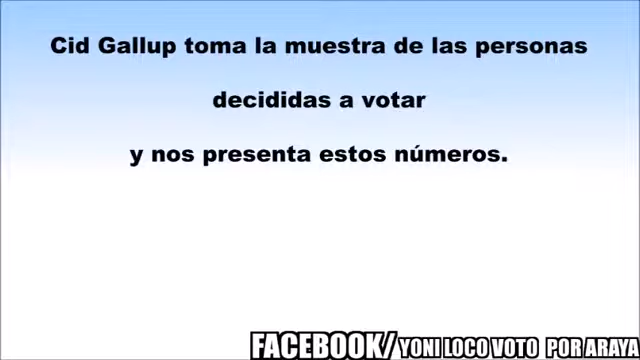 Cid Gallup toma la muestra de las personas
decididas a votar
y nos presenta estos números.
FACEBOOK/YONI LOCO VOTO POR ARAYA